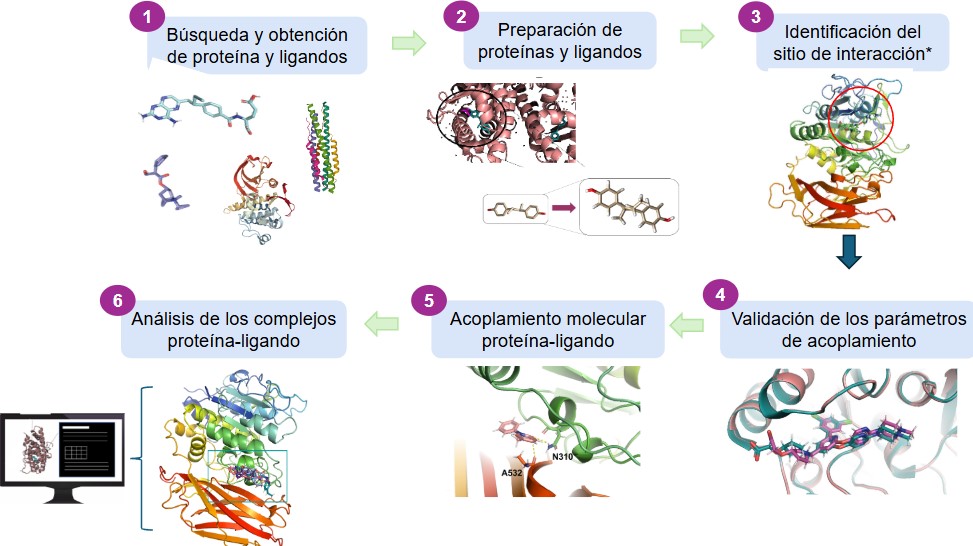 1
Búsqueda y obtención
de proteína y ligandos
2
Preparación de
proteínas y ligandos
3
Identificación del
sitio de interacción*
4
Validación de los parámetros
de acoplamiento
5
Acoplamiento molecular
proteína-ligando
N310
A532
6
Análisis de los complejos
proteína-ligando